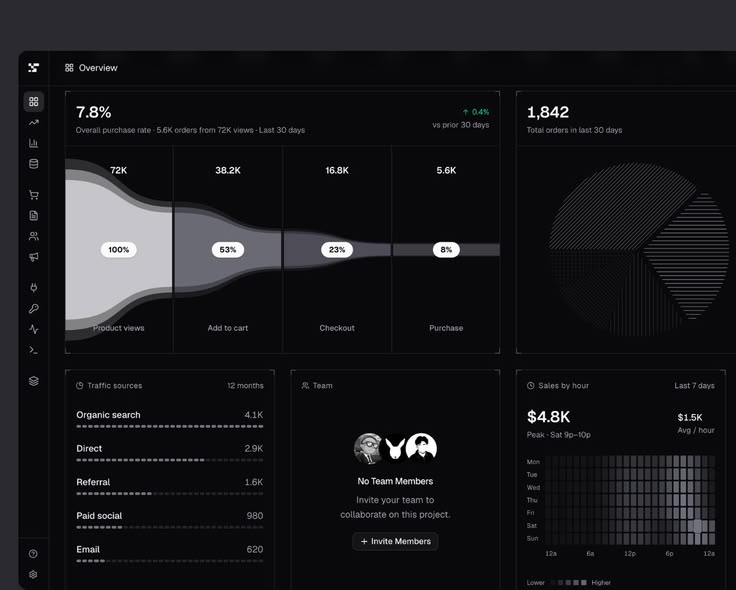 Overview
7.8%
↑ 0.4%
Overall purchase rate · 5.6K orders from 72K views · Last 30 days
vs prior 30 days
72K
38.2K
16.8K
5.6K
100%
53%
23%
8%
Product views
Add to cart
Checkout
Purchase
1,842
Total orders in last 30 days
Traffic sources
12 months
Organic search
4.1K
Direct
2.9K
Referral
1.6K
Paid social
980
Email
620
Team
No Team Members
Invite your team to
collaborate on this project.
+ Invite Members
Sales by hour
Last 7 days
$4.8K
$1.5K
Peak · Sat 9p–10p
Avg / hour
Mon
Tue
Wed
Thu
Fri
Sat
Sun
12a
6a
12p
6p
12a
Lower
Higher